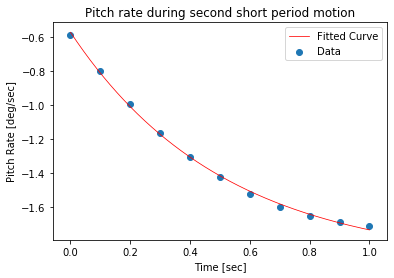 Pitch rate during second short period motion
Fitted Curve
Data
−0.6
−0.8
−1.0
−1.2
−1.4
−1.6
Pitch Rate [deg/sec]
0.0 0.2 0.4 0.6 0.8 1.0
Time [sec]